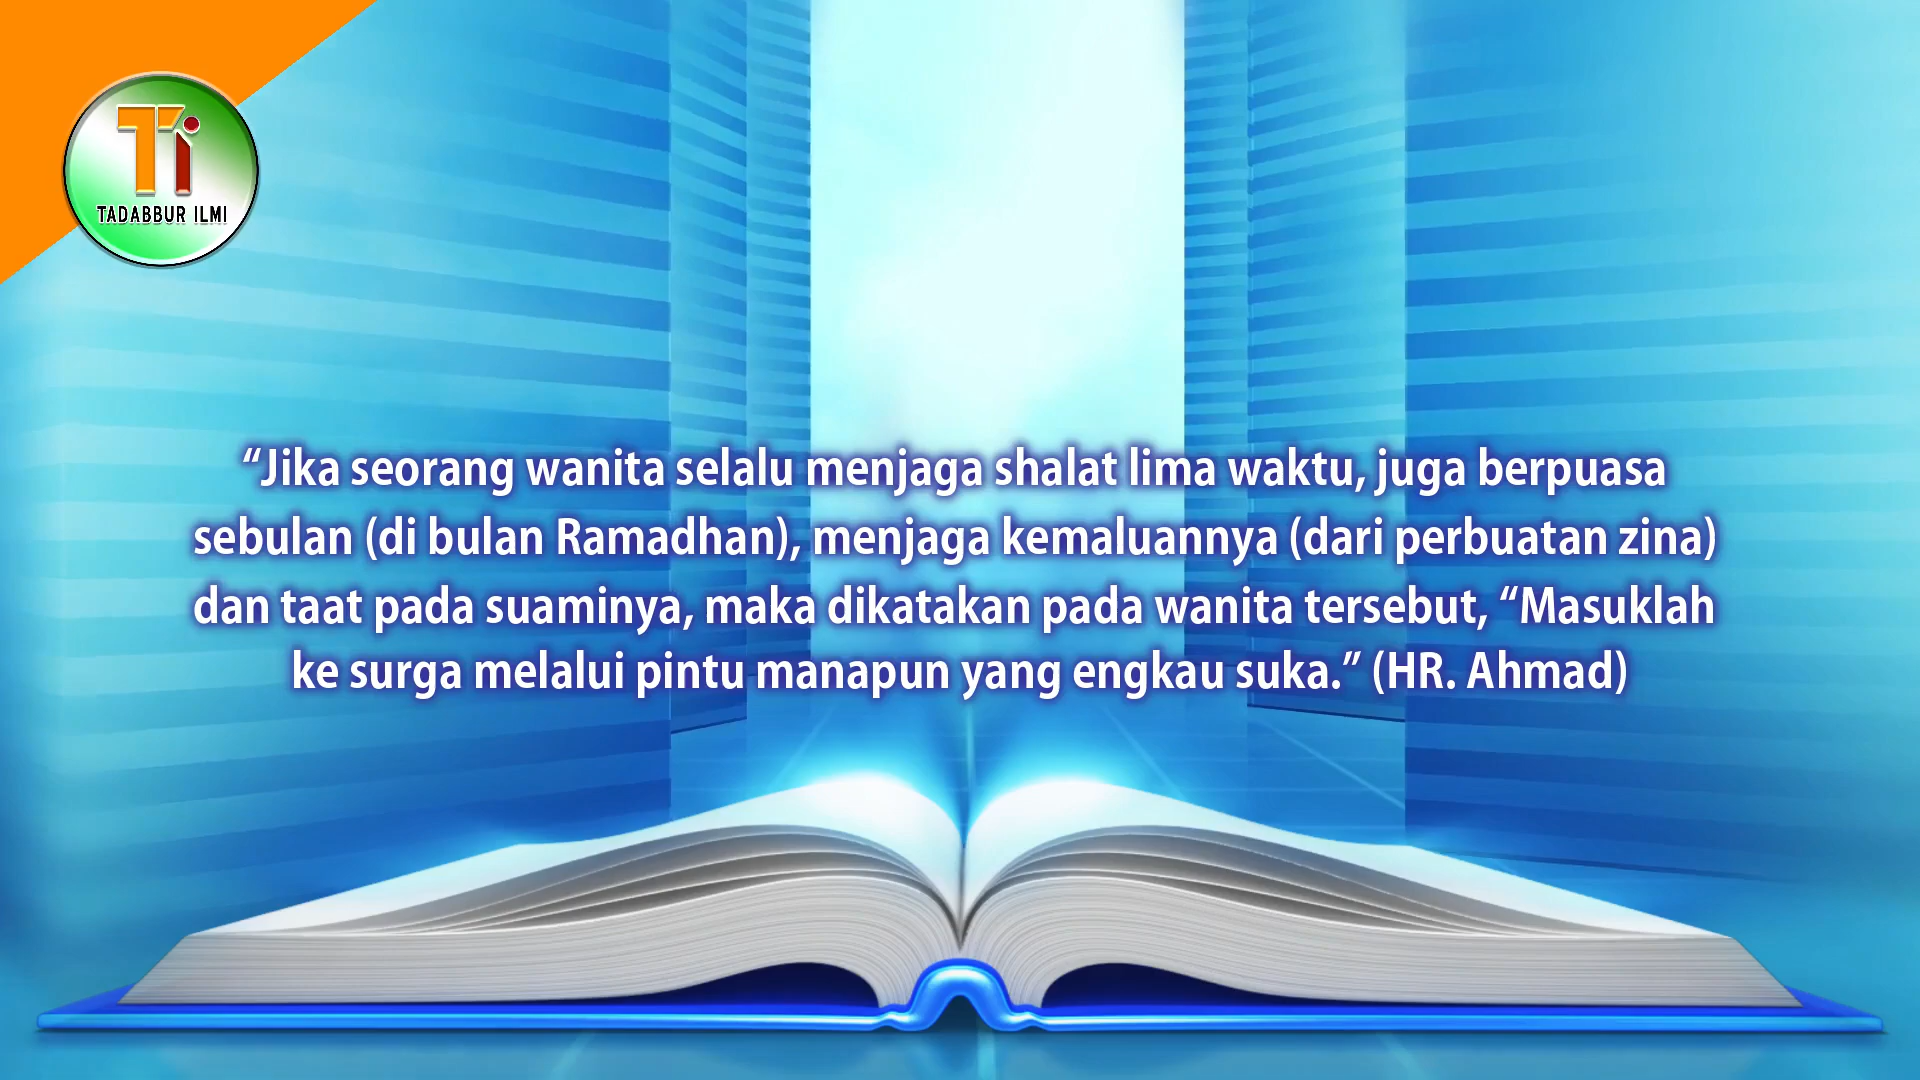 Ti
TADABBUR ILMI
“Jika seorang wanita selalu menjaga shalat lima waktu, juga berpuasa
sebulan (di bulan Ramadhan), menjaga kemaluannya (dari perbuatan zina)
dan taat pada suaminya, maka dikatakan pada wanita tersebut, “Masuklah
ke surga melalui pintu manapun yang engkau suka.” (HR. Ahmad)